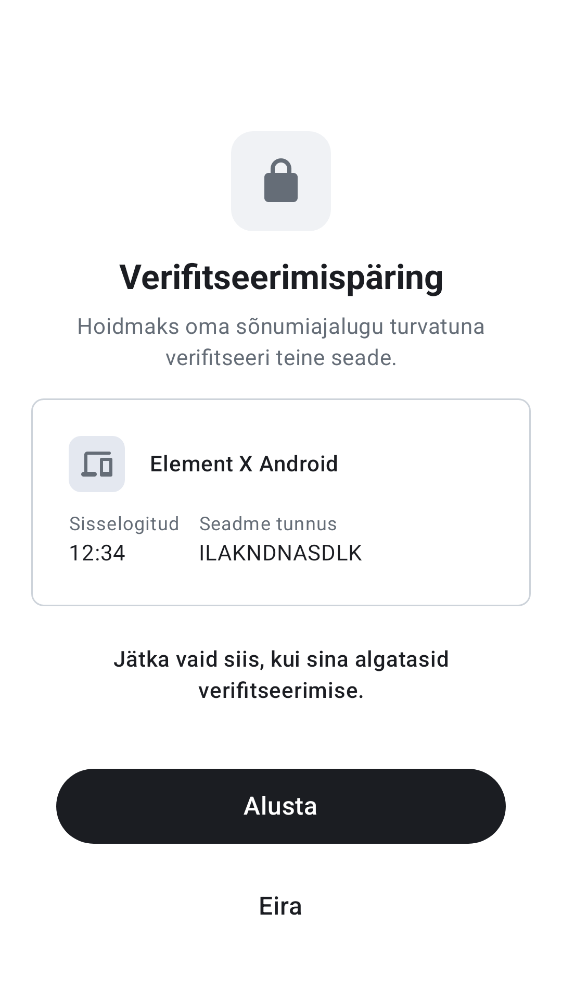 Verifitseerimispäring
Hoidmaks oma sõnumiajalugu turvatuna
verifitseeri teine seade.
Element X Android
Sisselogitud Seadme tunnus
12:34 ILAKNDNASDLK
Jätka vaid siis, kui sina algatasid
verifitseerimise.
Alusta
Eira